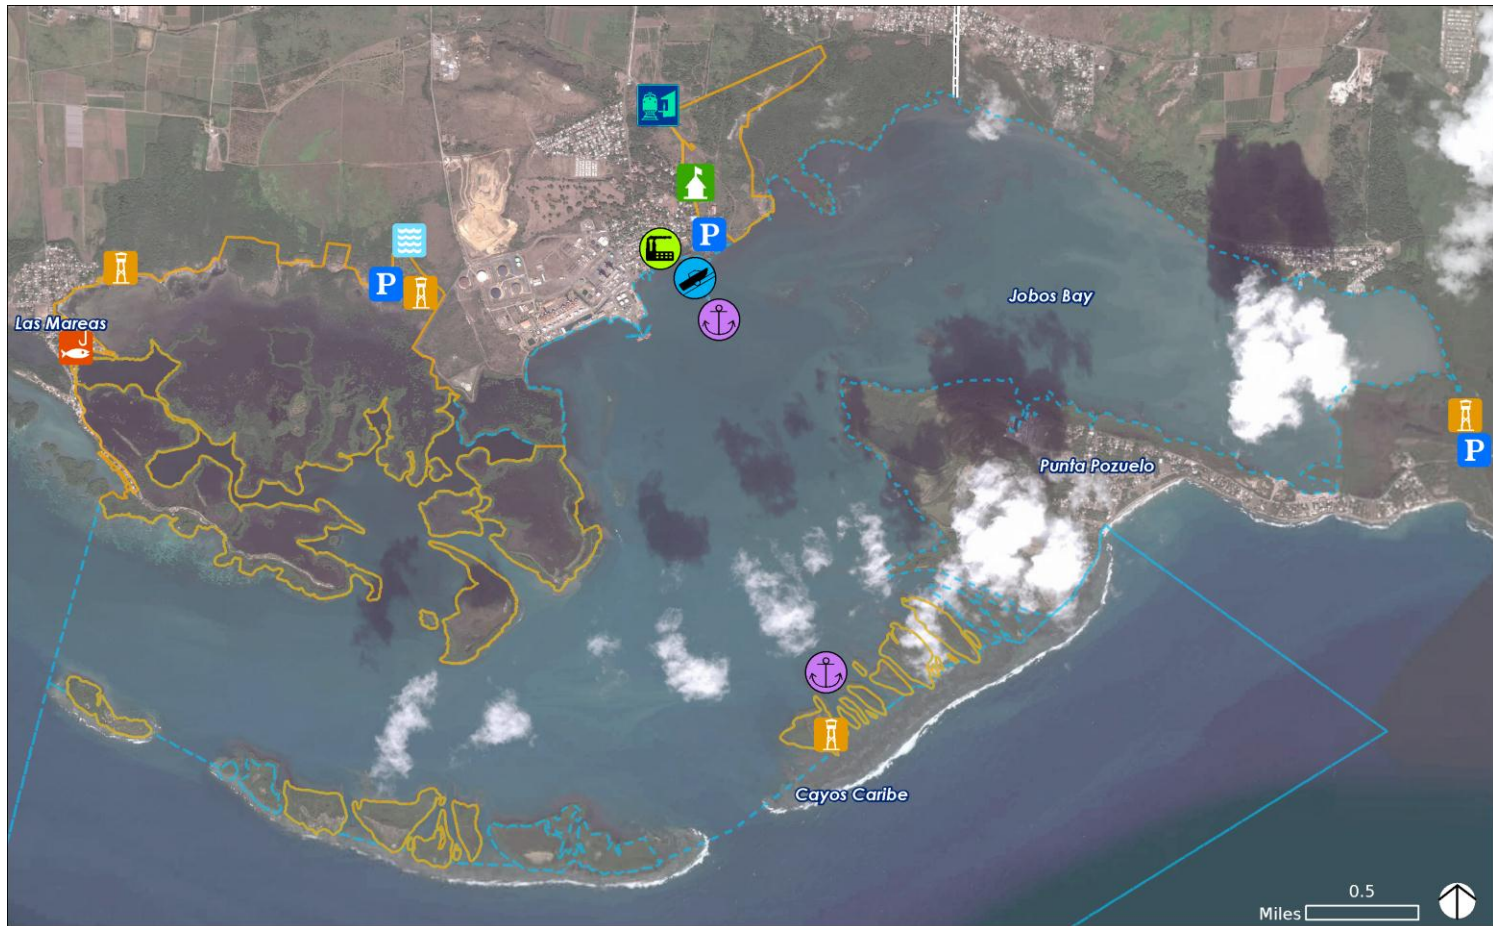 P
P
Jobos Bay
Las Mareas
P
Punta Pozuelo
Cayos Caribe
0.5
Miles